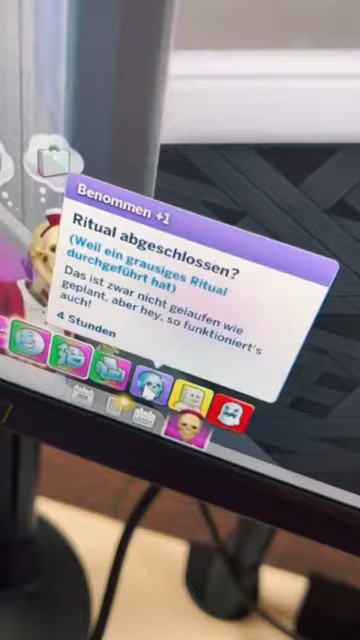 Benommen +1
Ritual abgeschlossen?
(Weil ein grausiges Ritual
durchgeführt hat)
Das ist zwar nicht gelaufen wie
geplant, aber hey, so funktioniert's
auch!
4 Stunden